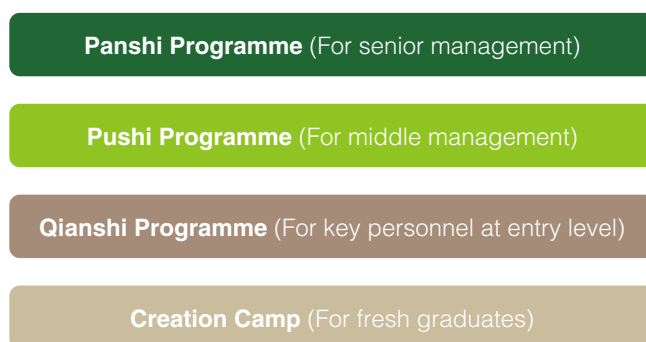 Panshi Programme (For senior management)
Pushi Programme (For middle management)
Qianshi Programme (For key personnel at entry level)
Creation Camp (For fresh graduates)